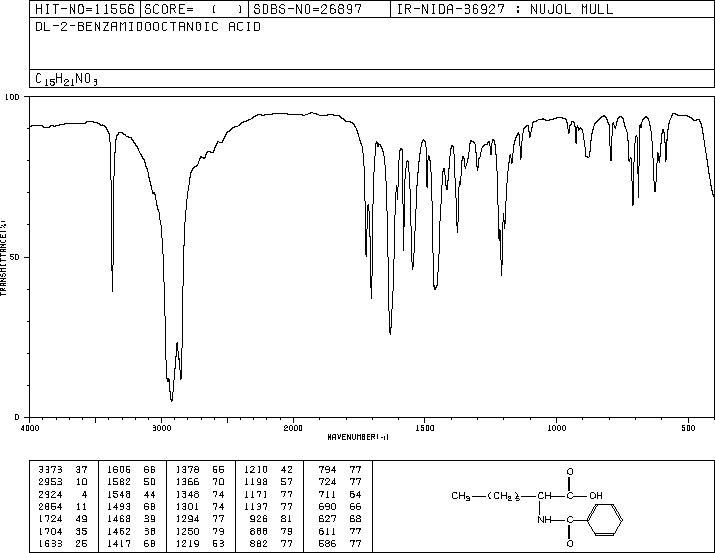 HIT-NO=11556 SCORE= ( ) SDBS-NO=26897 IR-NIDA-36927 : NUJOL MULL
DL-2-BENZAMIDOOCTANOIC ACID
C15H21NO3
100
50
0
TRANSMITTANCE(%)
4000 3000 2000 1500 1000 500
WAVENUMBER(-1)
3373 37 1606 66 1378 55 1210 42 794 77
2953 10 1582 50 1366 70 1198 57 724 77
2924 4 1548 44 1348 74 1171 77 711 64
2854 11 1493 68 1301 74 1137 77 690 66
1724 49 1468 39 1294 77 926 81 627 68
1704 35 1462 38 1250 79 888 79 611 77
1633 25 1417 68 1219 53 882 77 586 77
O
CH3 (CH2)5 CH C OH
NH C
O